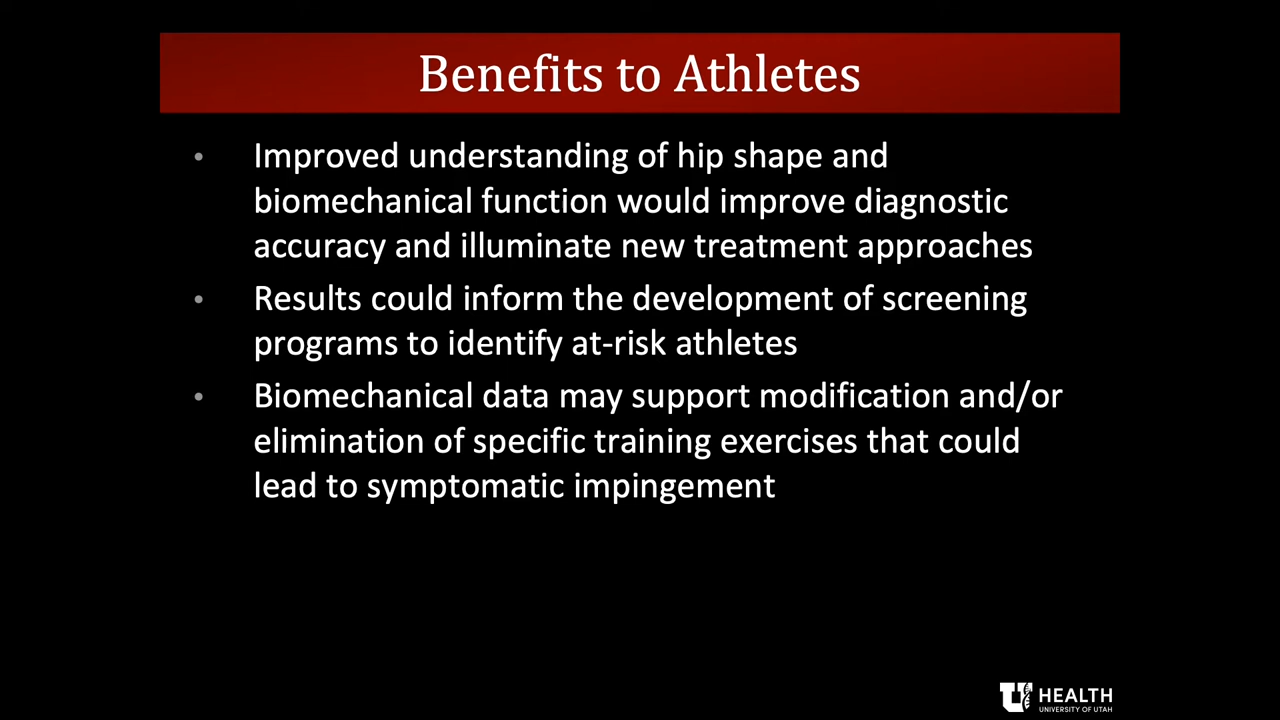 Benefits to Athletes
• Improved understanding of hip shape and
biomechanical function would improve diagnostic
accuracy and illuminate new treatment approaches
• Results could inform the development of screening
programs to identify at-risk athletes
• Biomechanical data may support modification and/or
elimination of specific training exercises that could
lead to symptomatic impingement
U HEALTH
UNIVERSITY OF UTAH